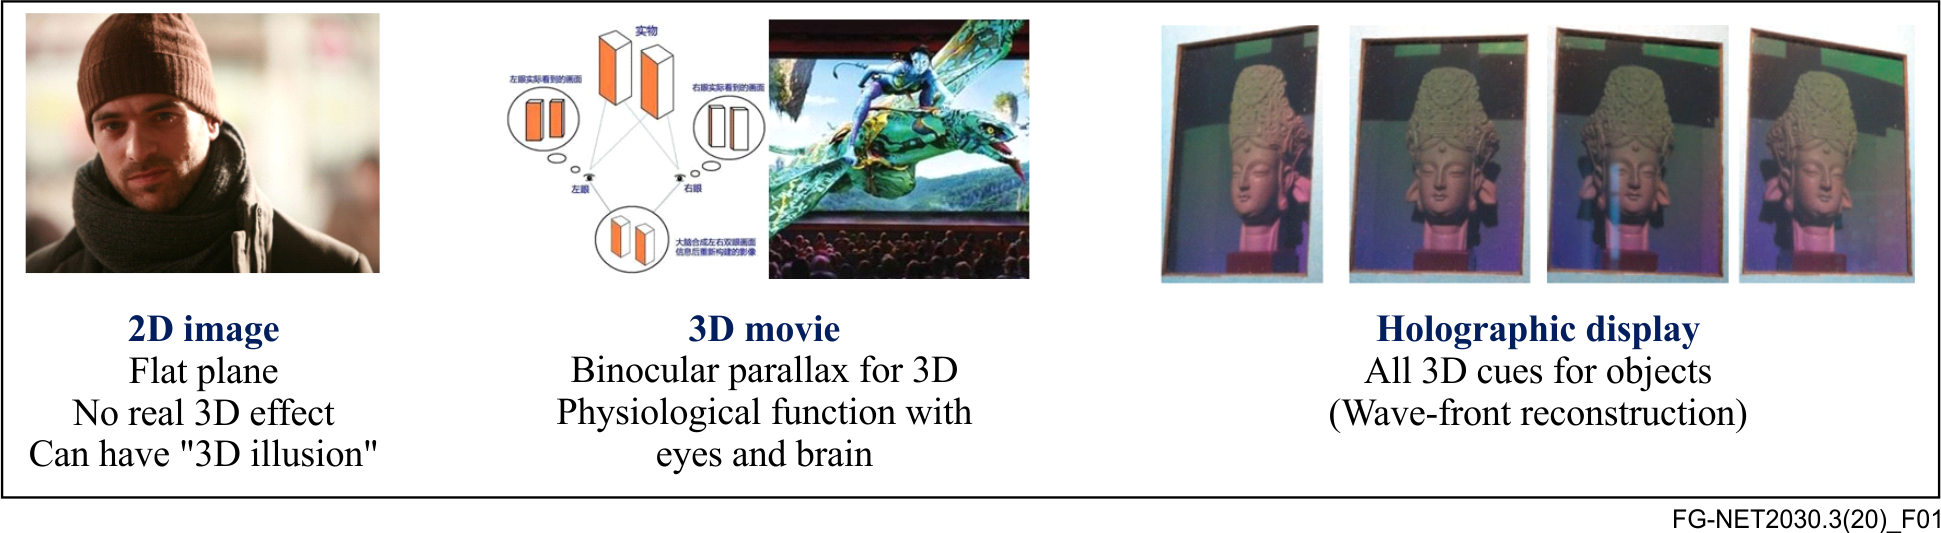 实物
左眼实际看到的画面
右眼实际看到的画面
左眼
右眼
大脑合成左右双眼画面
信息后重新构建的影像
2D image
Flat plane
No real 3D effect
Can have "3D illusion"
3D movie
Binocular parallax for 3D
Physiological function with
eyes and brain
Holographic display
All 3D cues for objects
(Wave-front reconstruction)
FG-NET2030.3(20)_F01